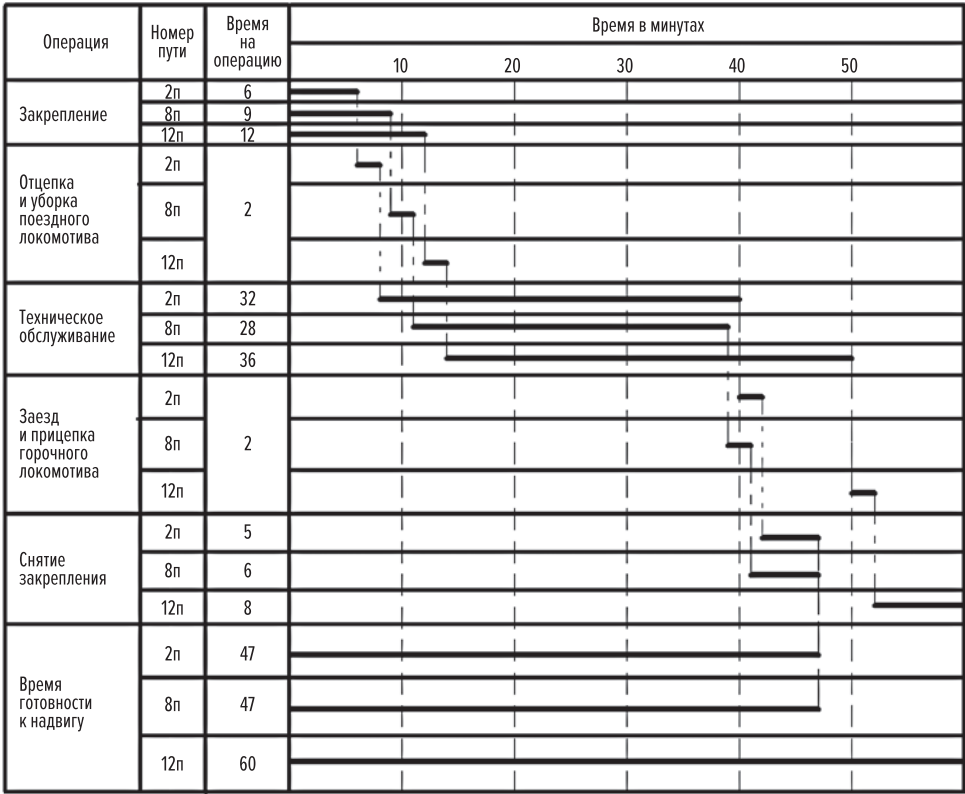 Операция
Номер
пути
Время
на
операцию
Время в минутах
10
20
30
40
50
Закрепление
2п
6
8п
9
12п
12
Отцепка
и уборка
поездного
локомотива
2п
8п
2
12п
Техническое
обслуживание
2п
32
8п
28
12п
36
Заезд
и прицепка
горочного
локомотива
2п
8п
2
12п
Снятие
закрепления
2п
5
8п
6
12п
8
Время
готовности
к надвигу
2п
47
8п
47
12п
60